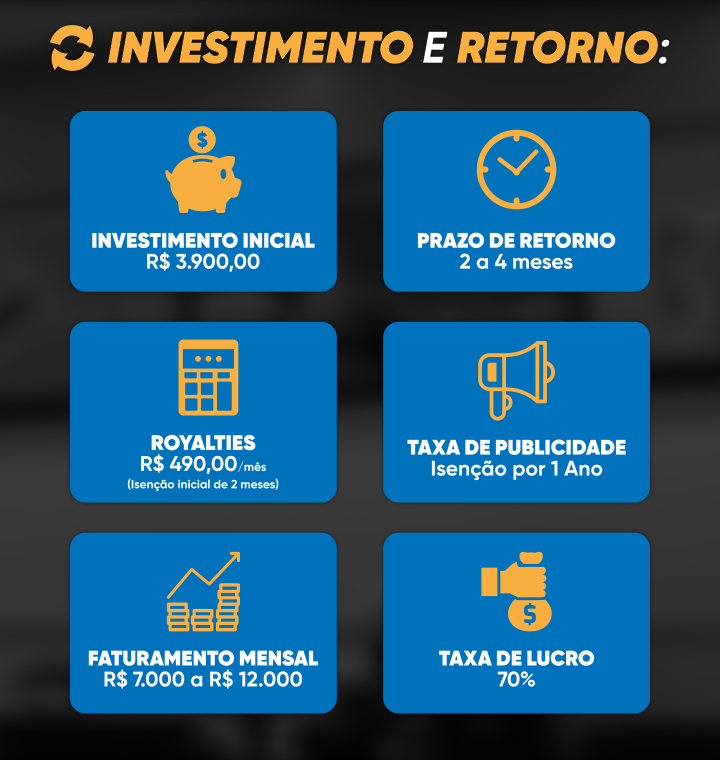 INVESTIMENTO E RETORNO:
INVESTIMENTO INICIAL
R$ 3.900,00
PRAZO DE RETORNO
2 a 4 meses
ROYALTIES
R$ 490,00/mês
(Isenção inicial de 2 meses)
TAXA DE PUBLICIDADE
Isenção por 1 Ano
FATURAMENTO MENSAL
R$ 7.000 a R$ 12.000
TAXA DE LUCRO
70%